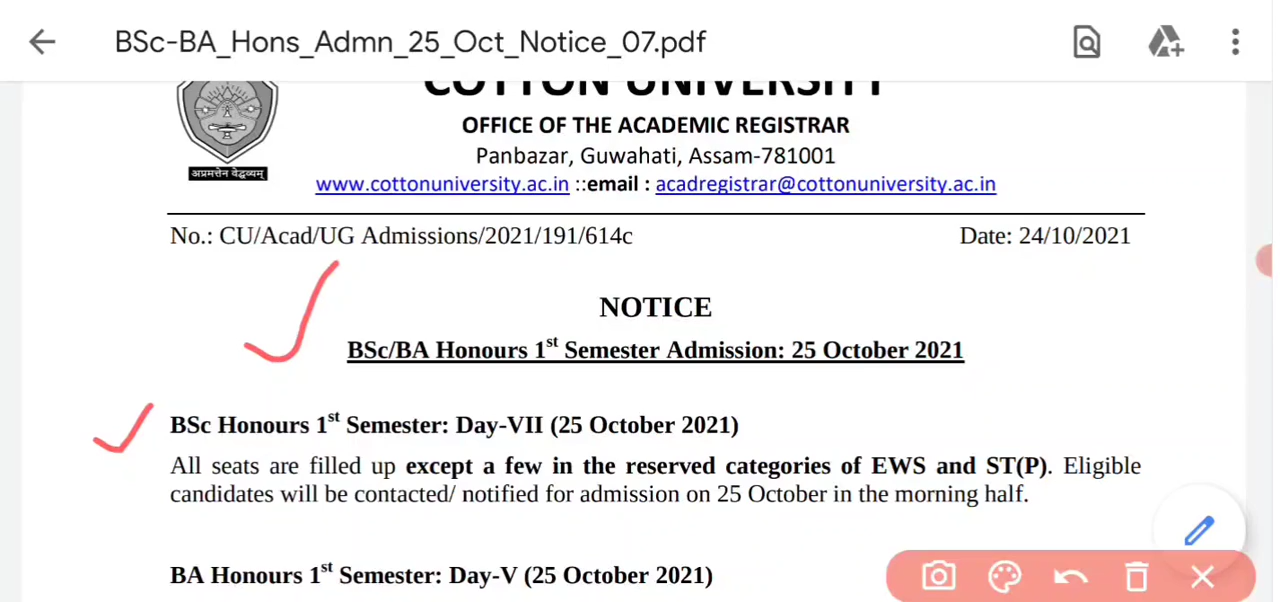 BSc-BA_Hons_Admn_25_Oct_Notice_07.pdf
COTTON UNIVERSITY
OFFICE OF THE ACADEMIC REGISTRAR
Panbazar, Guwahati, Assam-781001
www.cottonuniversity.ac.in ::email : acadregistrar@cottonuniversity.ac.in
अप्रमत्तेन वेद्धव्यम्
No.: CU/Acad/UG Admissions/2021/191/614c Date: 24/10/2021
NOTICE
BSc/BA Honours 1st Semester Admission: 25 October 2021
BSc Honours 1st Semester: Day-VII (25 October 2021)
All seats are filled up except a few in the reserved categories of EWS and ST(P). Eligible
candidates will be contacted/ notified for admission on 25 October in the morning half.
BA Honours 1st Semester: Day-V (25 October 2021)